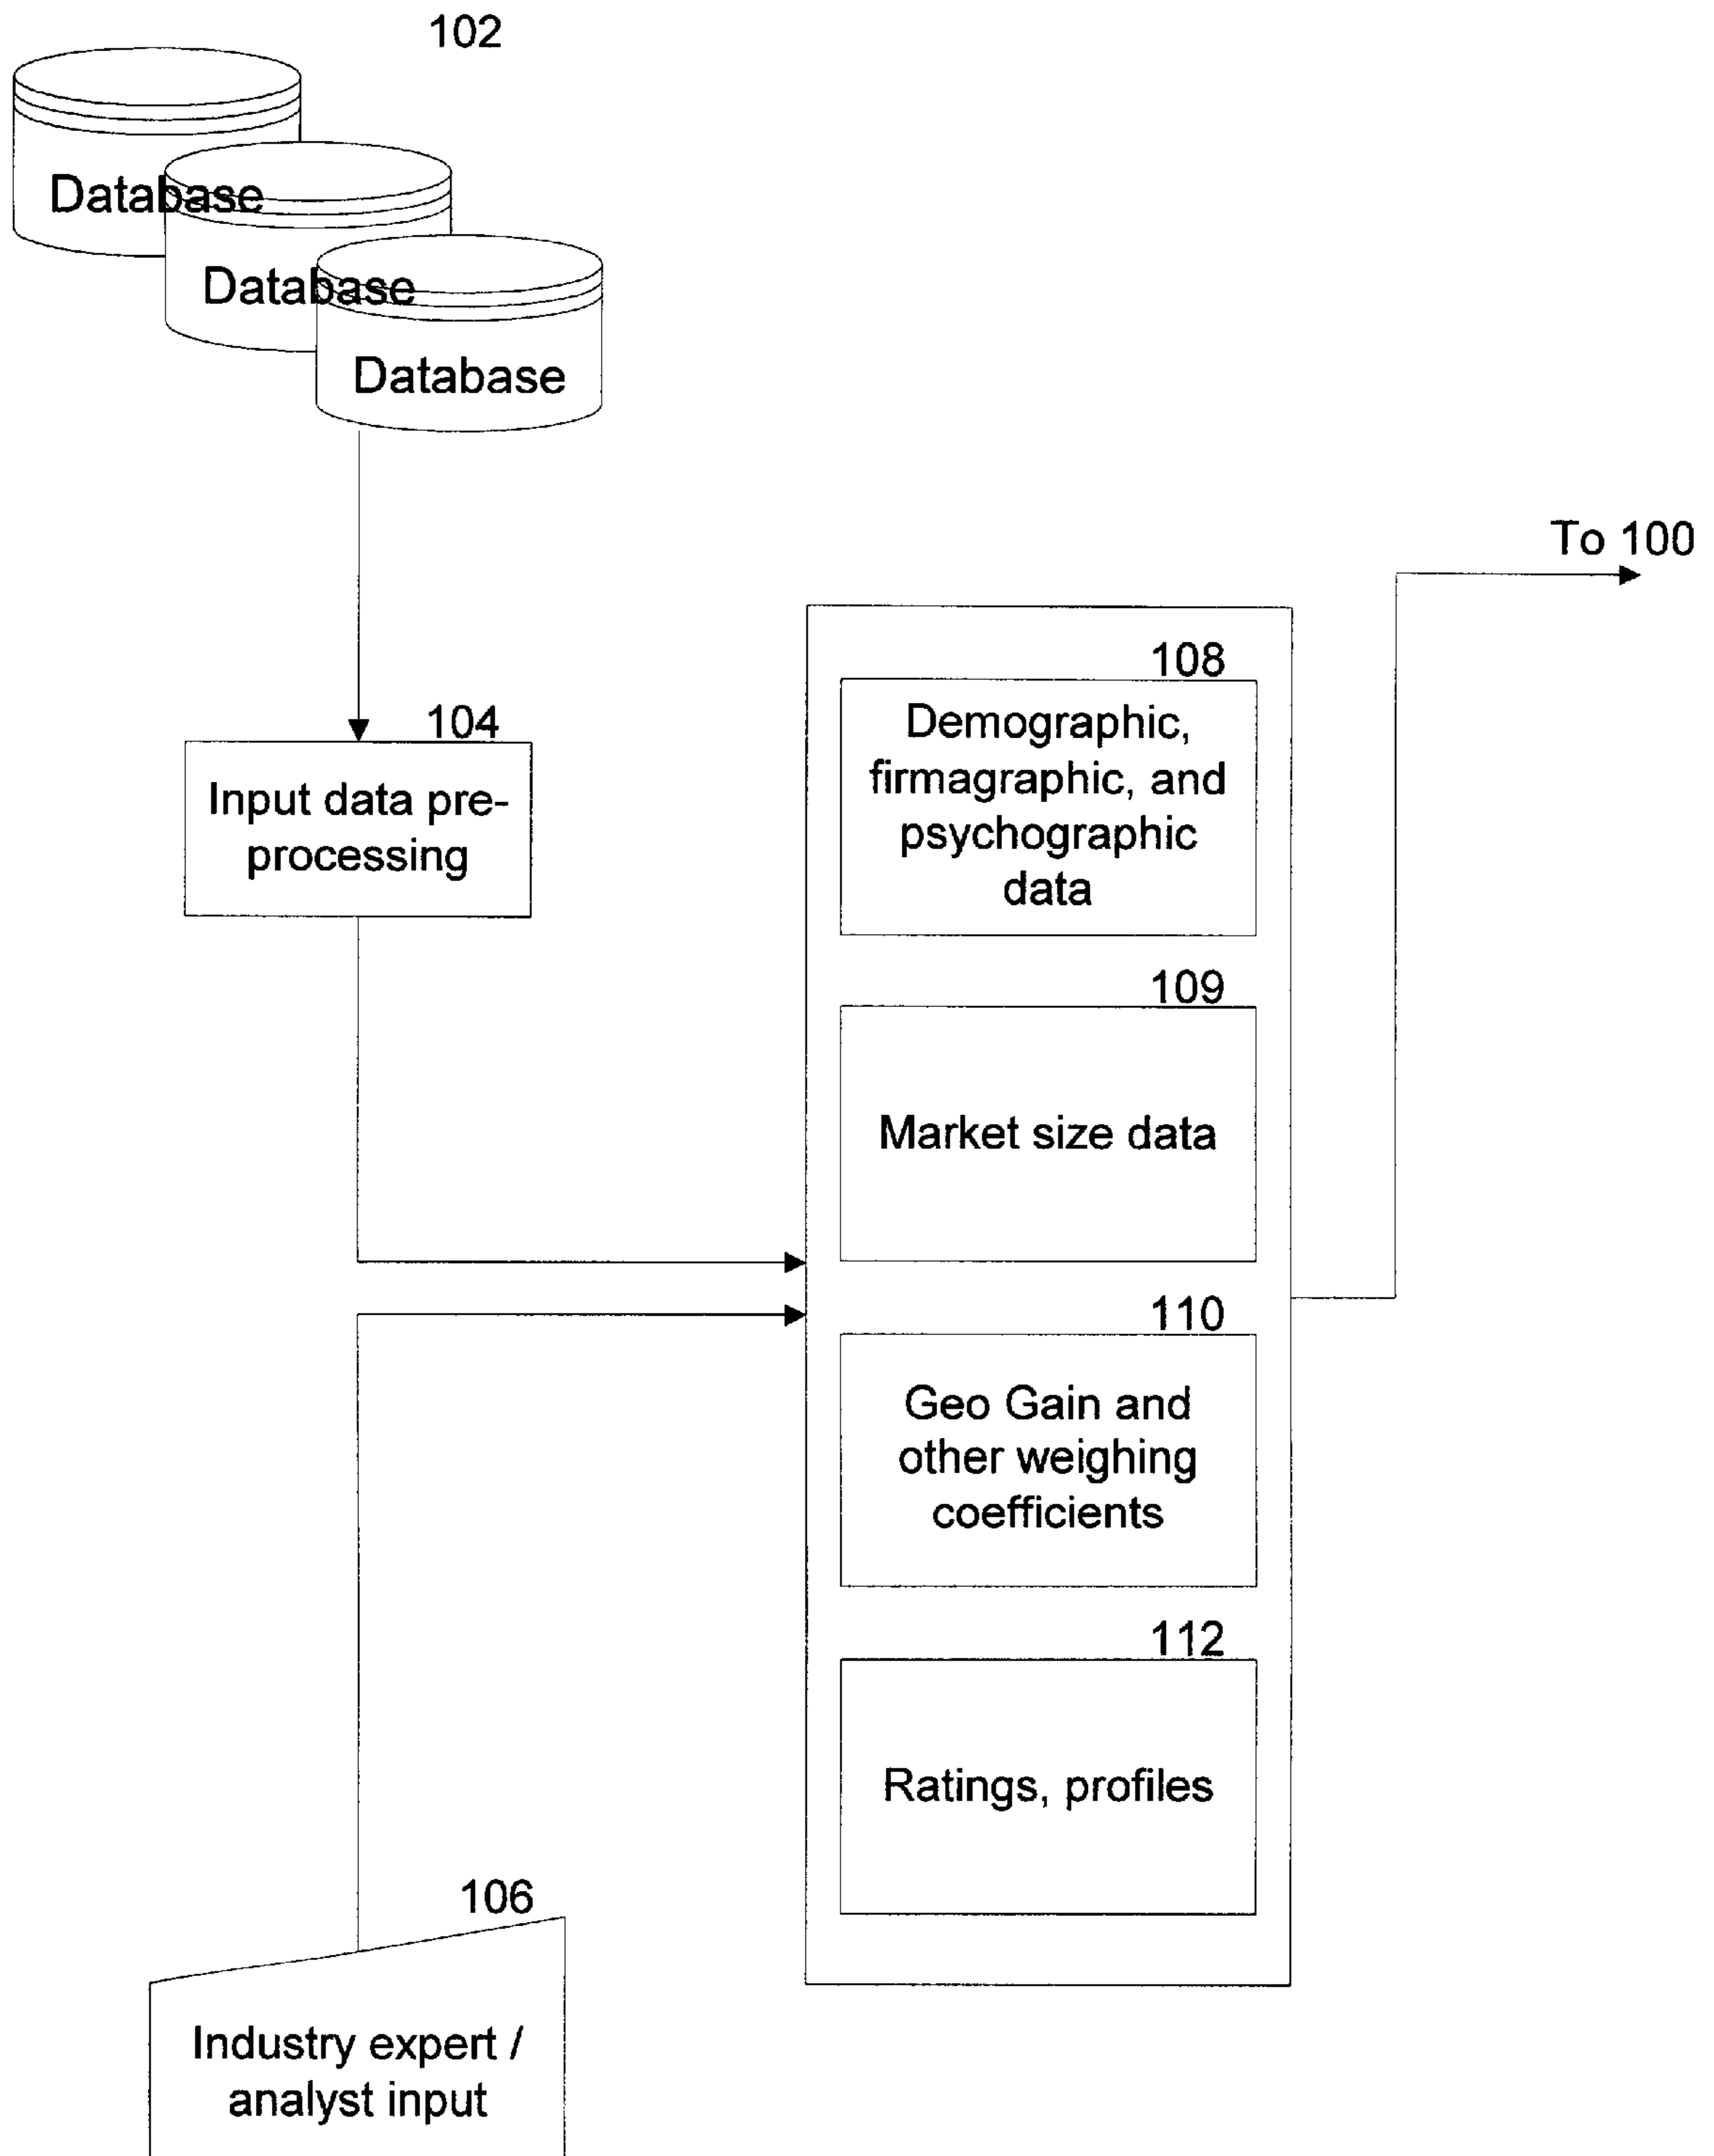 102
Database
Database
Database
To 100
104
Input data pre-
processing
108
Demographic,
firmagraphic, and
psychographic
data
109
Market size data
110
Geo Gain and
other weighing
coefficients
112
Ratings, profiles
106
Industry expert /
analyst input